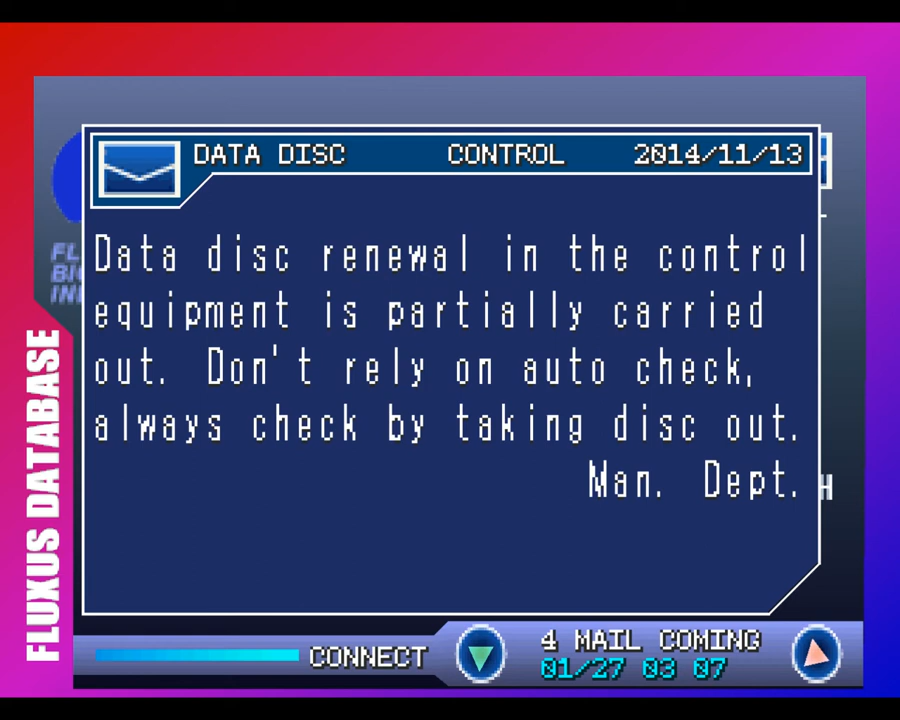 DATA DISC CONTROL 2014/11/13
Data disc renewal in the control
equipment is partially carried
out. Don't rely on auto check,
always check by taking disc out.
Man. Dept.
FLUXUS DATABASE
CONNECT
4 MAIL COMING
01/27 03 07